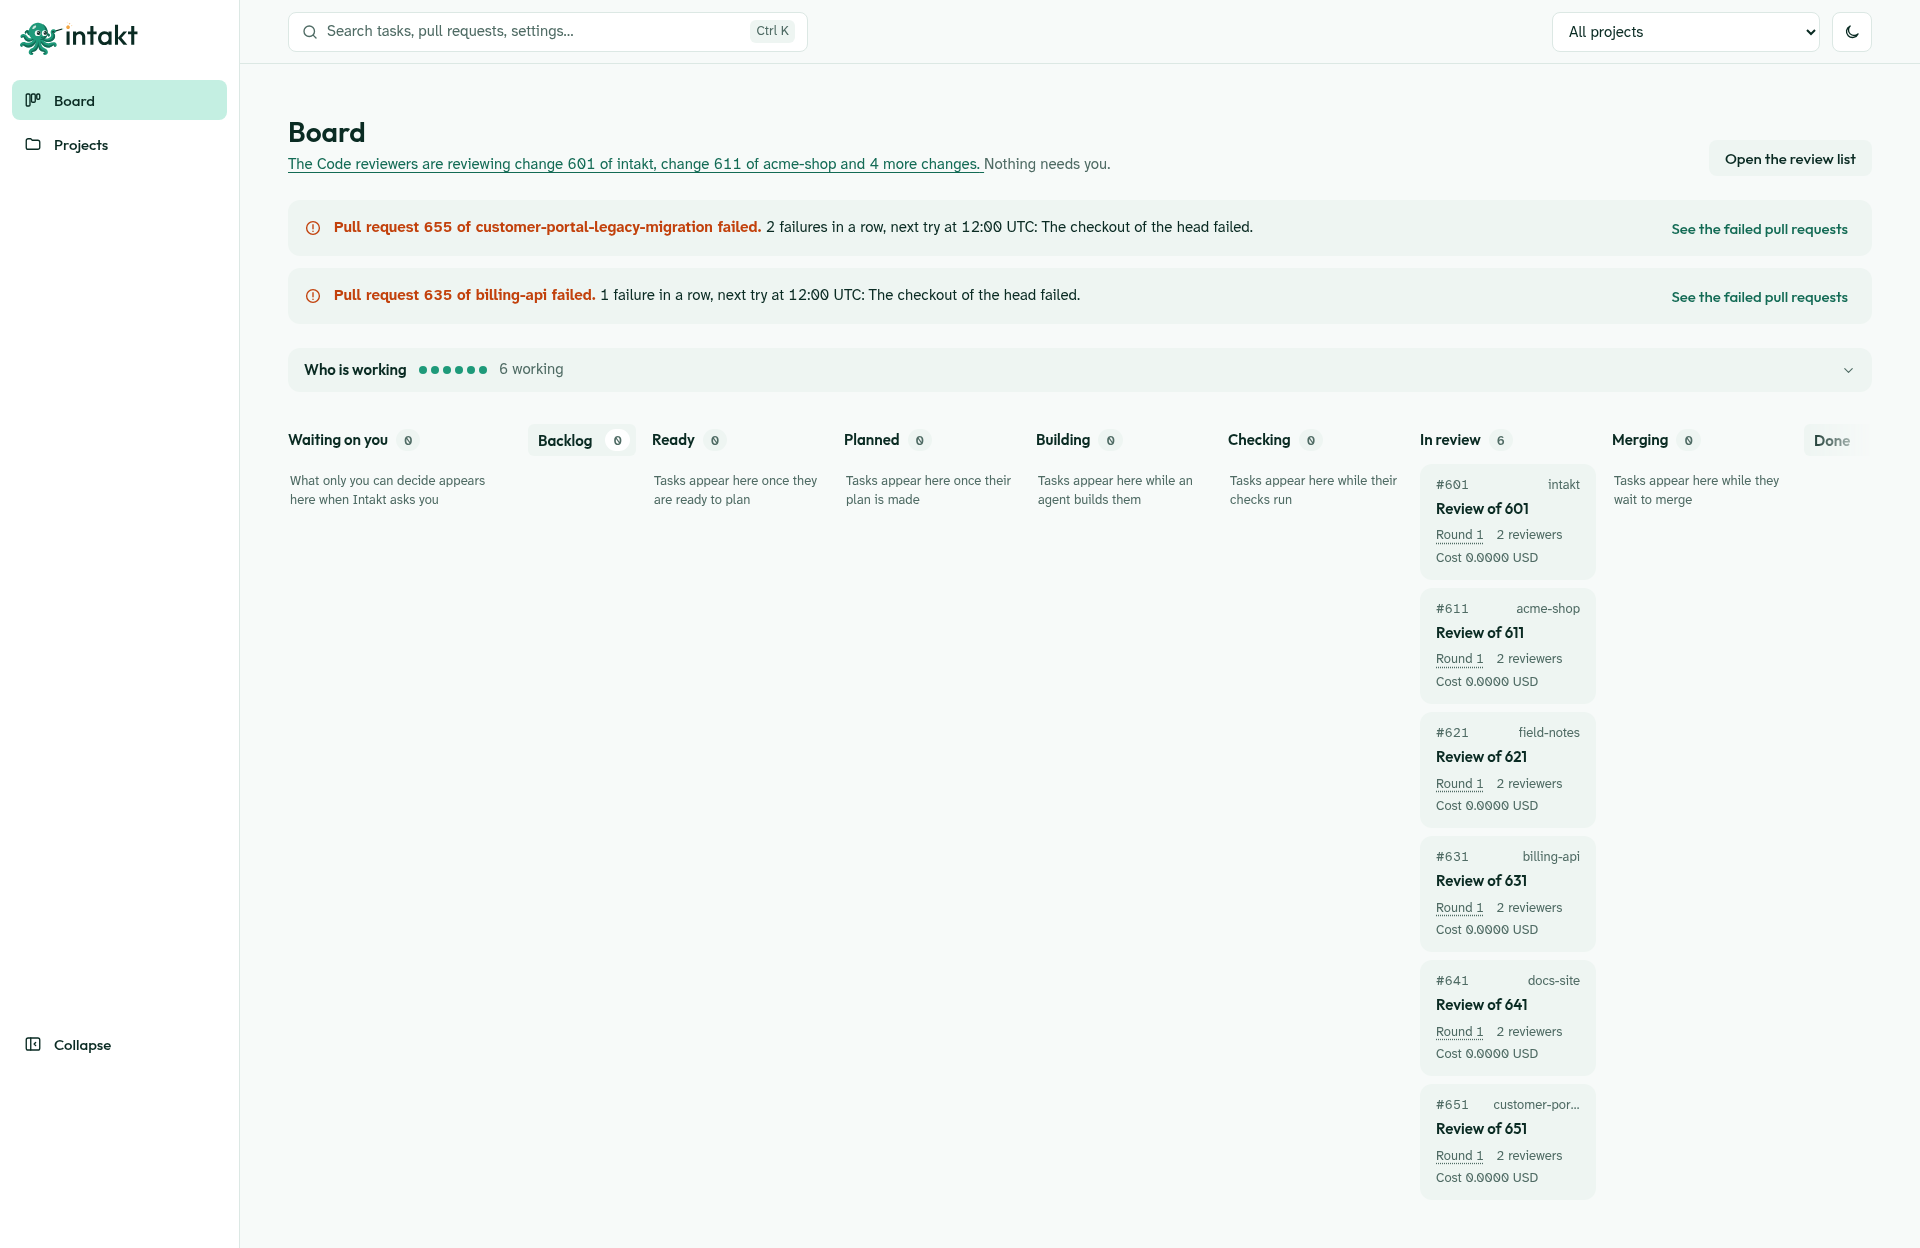 intakt
Search tasks, pull requests, settings...
Ctrl K
All projects
Board
Projects
Collapse
Board
The Code reviewers are reviewing change 601 of intakt, change 611 of acme-shop and 4 more changes. Nothing needs you.
Open the review list
Pull request 655 of customer-portal-legacy-migration failed. 2 failures in a row, next try at 12:00 UTC: The checkout of the head failed.
See the failed pull requests
Pull request 635 of billing-api failed. 1 failure in a row, next try at 12:00 UTC: The checkout of the head failed.
See the failed pull requests
Who is working
6 working
Waiting on you 0
What only you can decide appears
here when Intakt asks you
Backlog 0
Ready 0
Tasks appear here once they
are ready to plan
Planned 0
Tasks appear here once their
plan is made
Building 0
Tasks appear here while an
agent builds them
Checking 0
Tasks appear here while their
checks run
In review 6
#601 intakt
Review of 601
Round 1 2 reviewers
Cost 0.0000 USD
#611 acme-shop
Review of 611
Round 1 2 reviewers
Cost 0.0000 USD
#621 field-notes
Review of 621
Round 1 2 reviewers
Cost 0.0000 USD
#631 billing-api
Review of 631
Round 1 2 reviewers
Cost 0.0000 USD
#641 docs-site
Review of 641
Round 1 2 reviewers
Cost 0.0000 USD
#651 customer-por...
Review of 651
Round 1 2 reviewers
Cost 0.0000 USD
Merging 0
Tasks appear here while they
wait to merge
Done